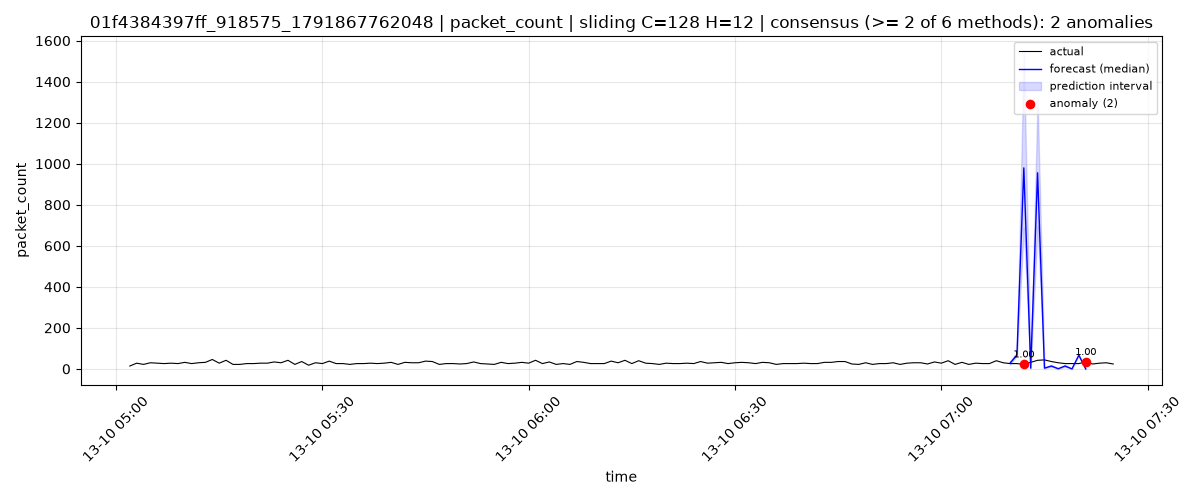 01f4384397ff_918575_1791867762048 | packet_count | sliding C=128 H=12 | consensus (>= 2 of 6 methods): 2 anomalies
1600
1400
1200
1000
800
600
400
200
0
packet_count
actual
forecast (median)
prediction interval
anomaly (2)
1.00
1.00
13-10 05:00
13-10 05:30
13-10 06:00
13-10 06:30
13-10 07:00
13-10 07:30
time